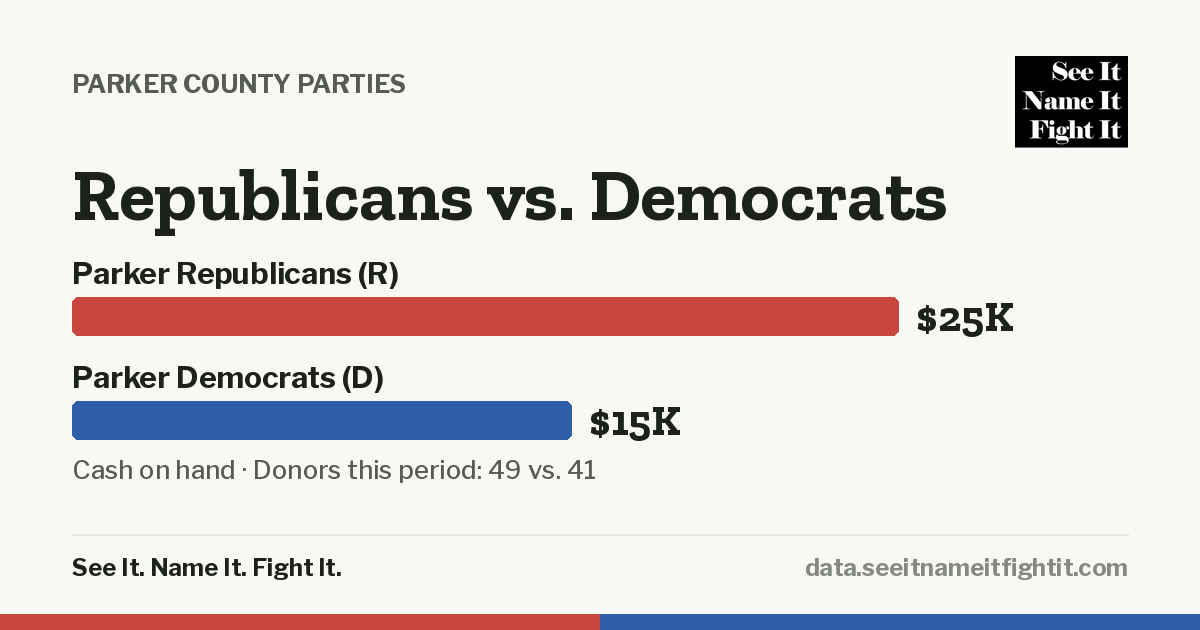 PARKER COUNTY PARTIES
See It
Name It
Fight It
Republicans vs. Democrats
Parker Republicans (R)
$25K
Parker Democrats (D)
$15K
Cash on hand · Donors this period: 49 vs. 41
See It. Name It. Fight It.
data.seeitnameitfightit.com